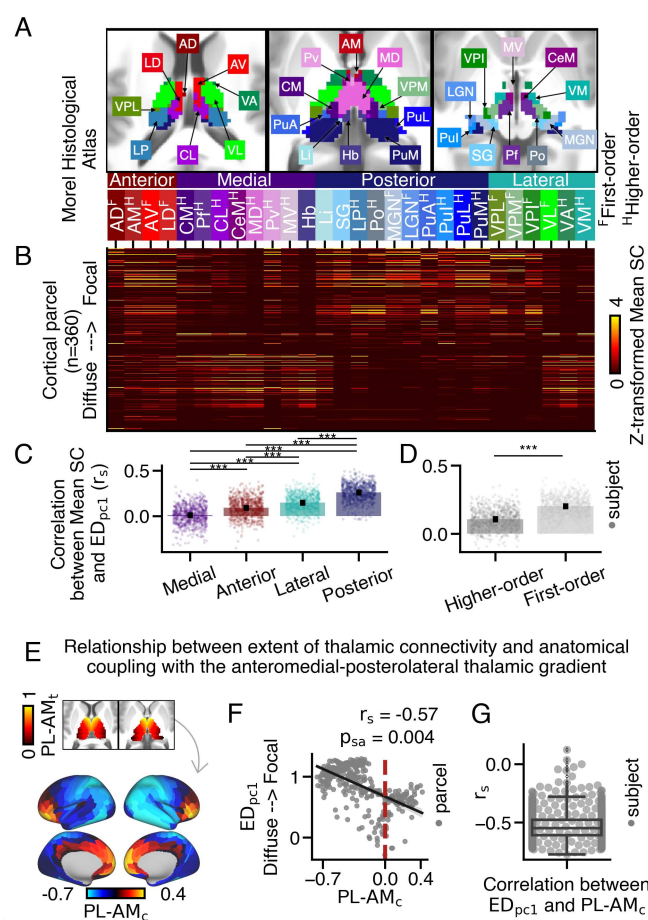 A
AD
LD
AV
VPL
VA
LP
CL
VL
AM
Pv
MD
CM
VPM
PuA
PuL
Li
Hb
PuM
MV
VPl
CeM
LGN
VM
Pul
SG
Pf
Po
MGN
Morel Histological
Atlas
Anterior
Medial
Posterior
Lateral
ADF
AMH
AVF
LDF
CMH
PfH
CLH
CeMH
MDH
PvH
MVH
Hb
Li
SG
LPH
PoH
MGNF
LGNF
PuAH
PuIH
PuLH
PuMH
VPLF
VPMF
VPIF
VLF
VAH
VMH
FFirst-order
HHigher-order
B
Cortical parcel
(n=360)
Diffuse ---> Focal
0 4
Z-transformed Mean SC
C
Correlation
between Mean SC
and EDpc1 (rs)
0.5
0.0
***
***
***
***
***
Medial
Anterior
Lateral
Posterior
D
***
0.5
0.0
Higher-order
First-order
subject
E Relationship between extent of thalamic connectivity and anatomical
coupling with the anteromedial-posterolateral thalamic gradient
0 1
PL-AMt
-0.7 0.4
PL-AMc
F
rs = -0.57
psa = 0.004
EDpc1
Diffuse --> Focal
1
0
-0.7 0.0 0.4
PL-AMc
parcel
G
rs
0.0
−0.5
subject
Correlation between
EDpc1 and PL-AMc